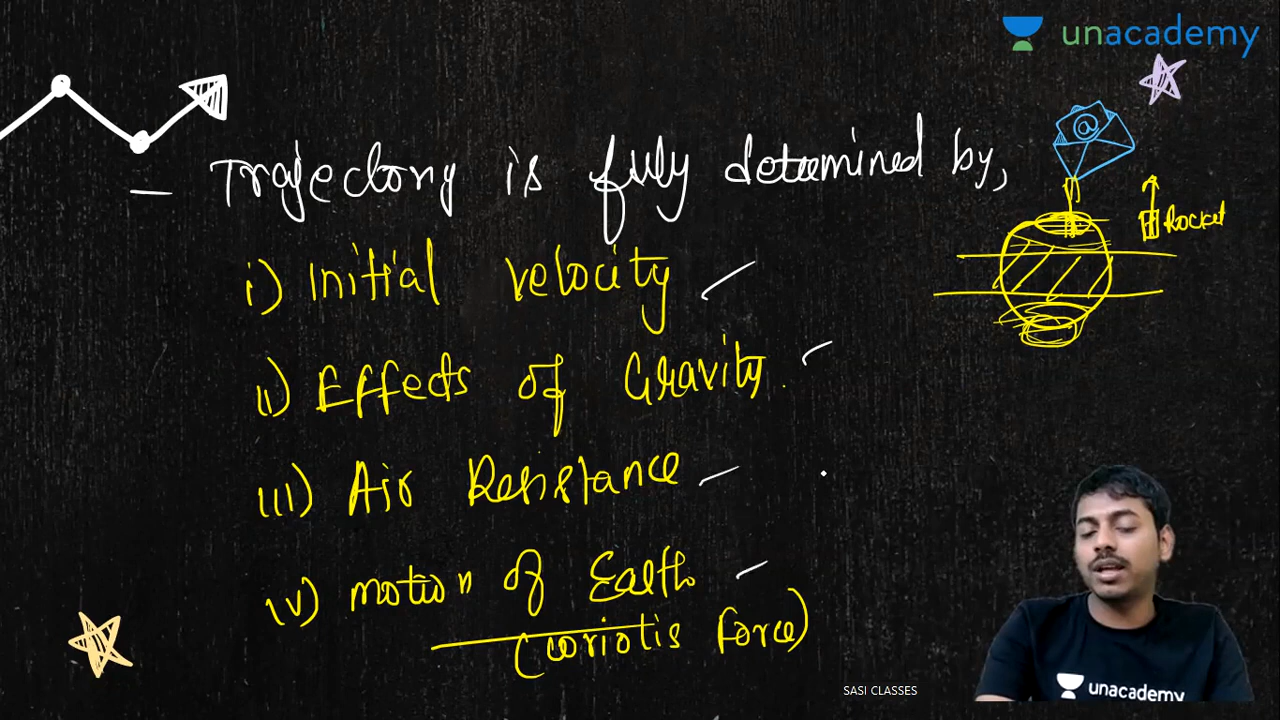 unacademy
@
– Trajectory is fully determined by,
Rocket
i) Initial velocity
ii) Effects of Gravity.
iii) Air Resistance
iv) motion of Earth
(coriolis force)
unacademy
SASI CLASSES